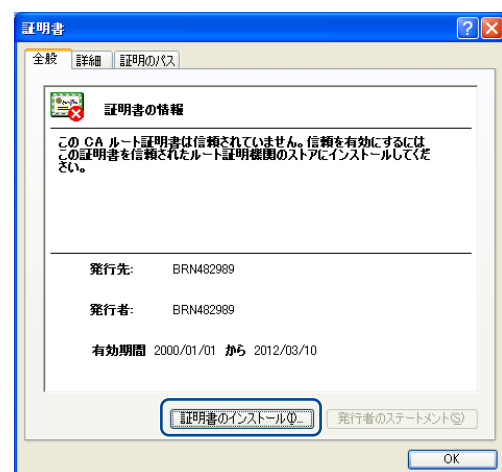 証明書
全般
詳細
証明のパス
証明書の情報
この CA ルート証明書は信頼されていません。信頼を有効にするには
この証明書を信頼されたルート証明機関のストアにインストールしてくだ
さい。
発行先: BRN482989
発行者: BRN482989
有効期間 2000/01/01 から 2012/03/10
証明書のインストール(I)...
発行者のステートメント(S)
OK